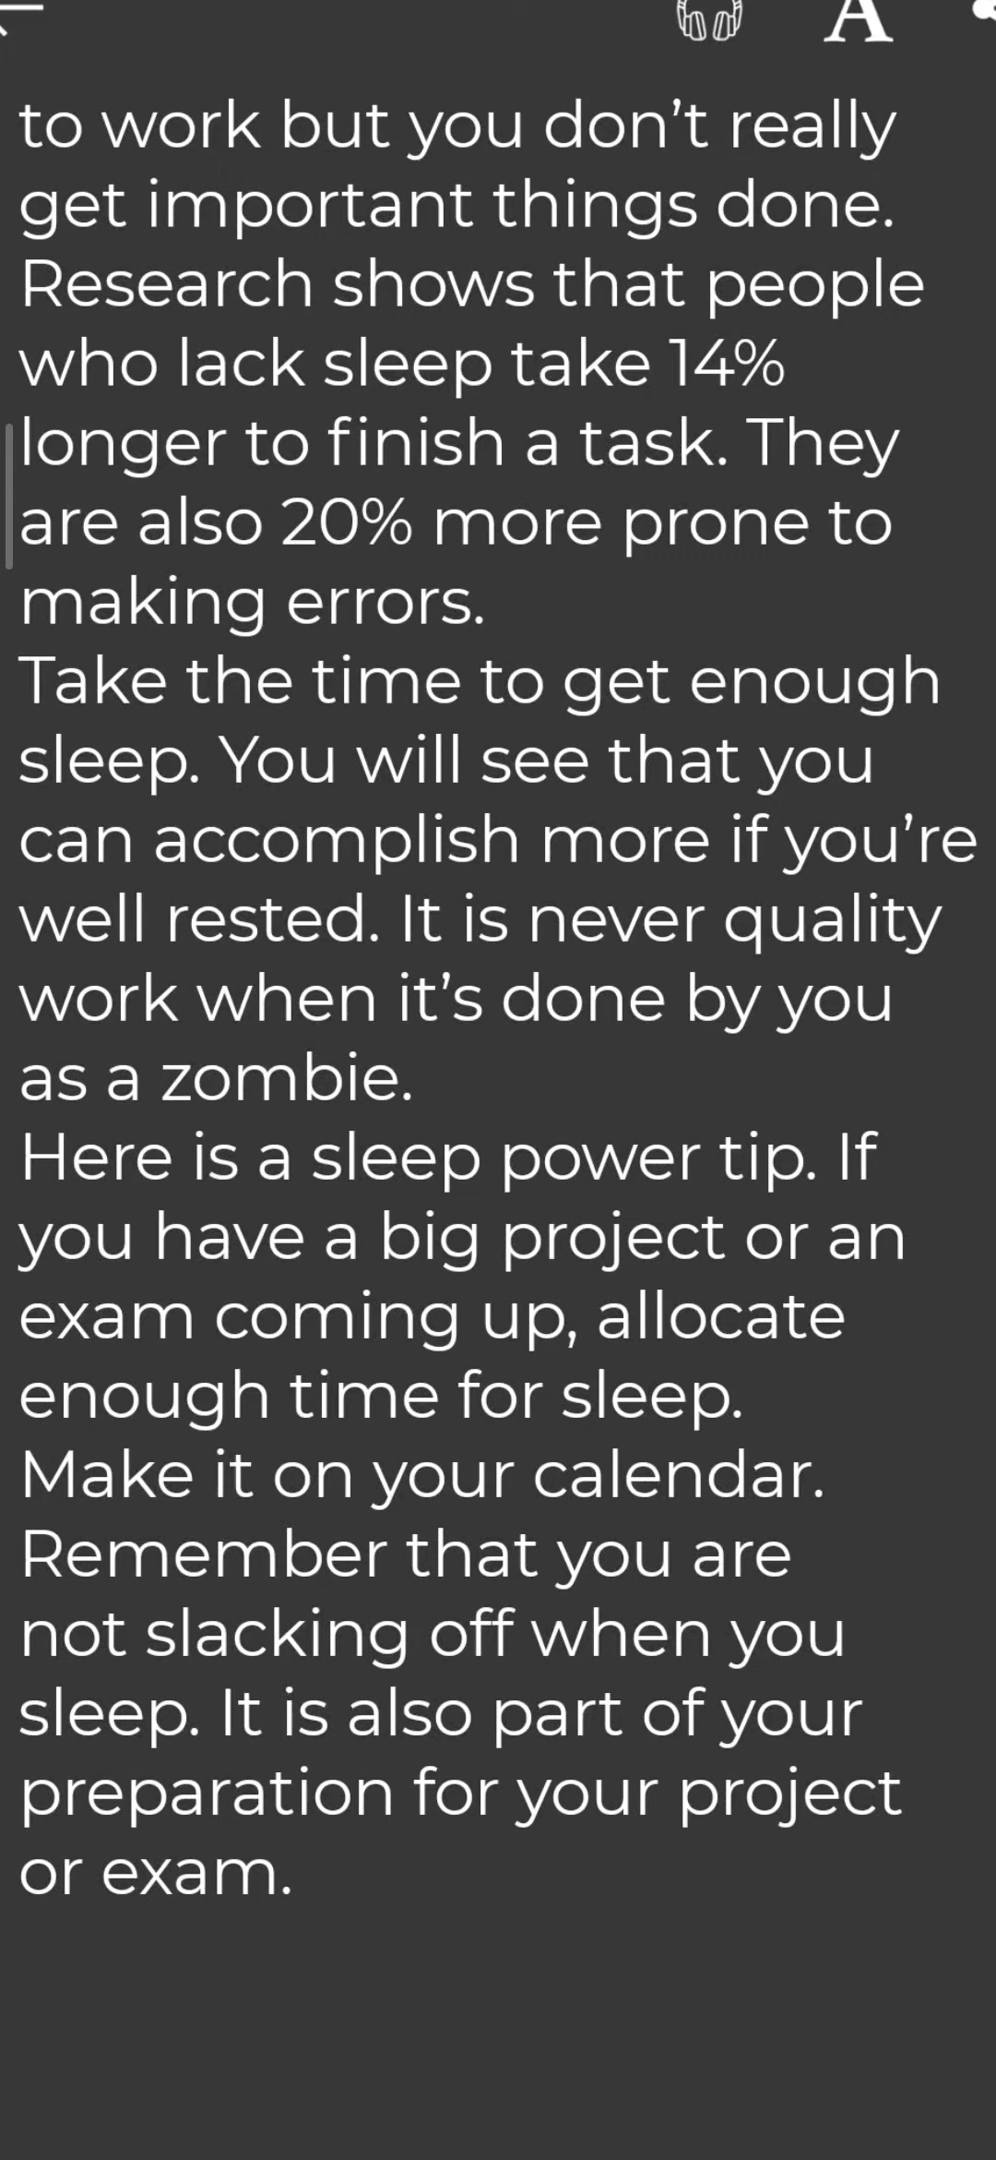 A
to work but you don’t really
get important things done.
Research shows that people
who lack sleep take 14%
longer to finish a task. They
are also 20% more prone to
making errors.
Take the time to get enough
sleep. You will see that you
can accomplish more if you’re
well rested. It is never quality
work when it’s done by you
as a zombie.
Here is a sleep power tip. If
you have a big project or an
exam coming up, allocate
enough time for sleep.
Make it on your calendar.
Remember that you are
not slacking off when you
sleep. It is also part of your
preparation for your project
or exam.